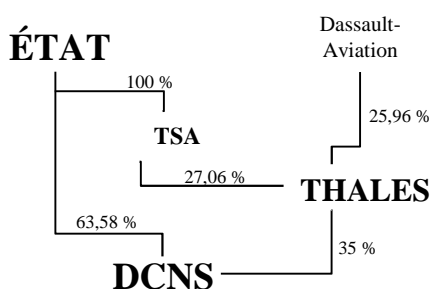 Dassault-
Aviation
ÉTAT
100 %
25,96 %
TSA
27,06 %
THALES
63,58 %
35 %
DCNS